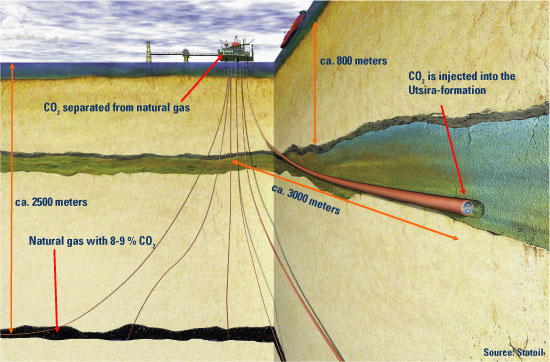 ca. 800 meters
CO₂ is injected into the
Utsira-formation
CO₂ separated from natural gas
ca. 2500 meters
ca. 3000 meters
Natural gas with 8-9 % CO₂
Source: Statoil